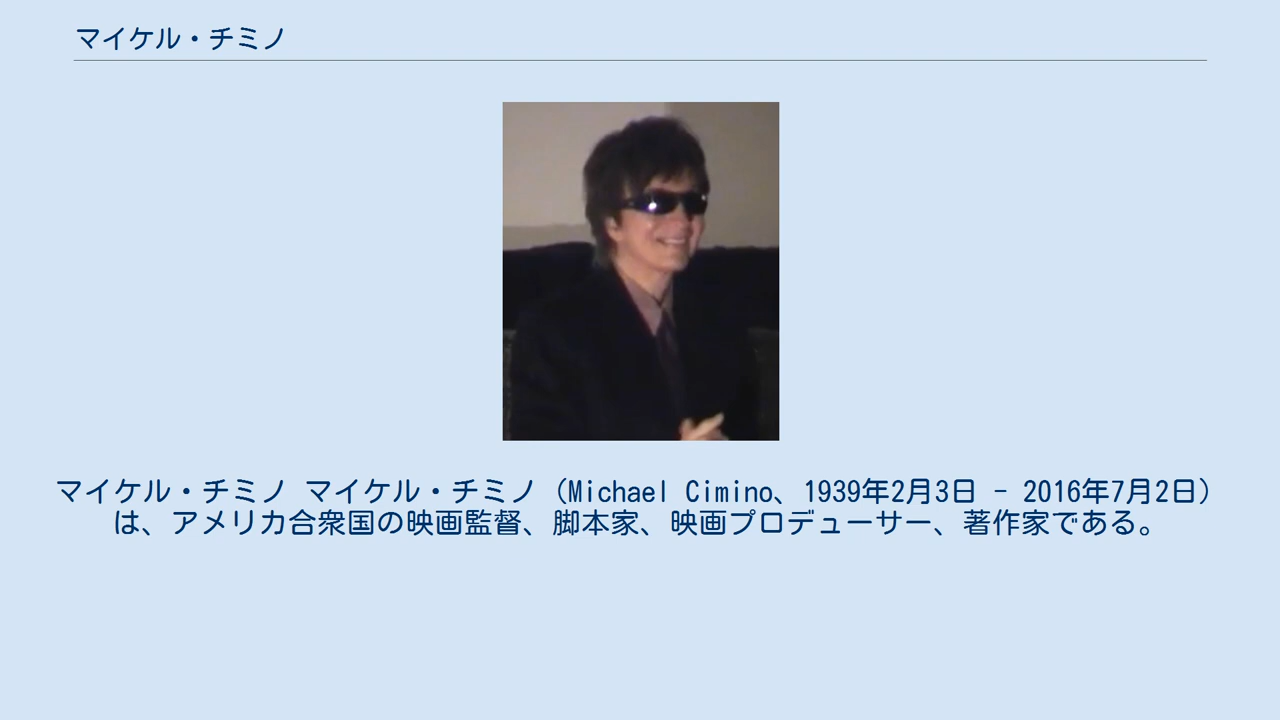 マイケル・チミノ
マイケル・チミノ マイケル・チミノ (Michael Cimino、1939年2月3日 - 2016年7月2日)
は、アメリカ合衆国の映画監督、脚本家、映画プロデューサー、著作家である。